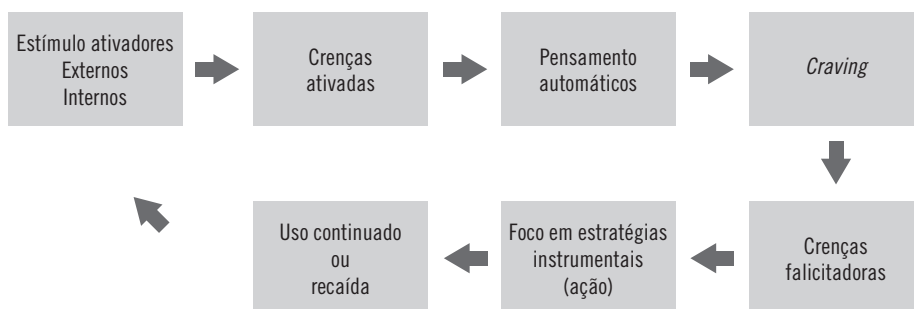 Estímulo ativadores
Externos
Internos
Crenças
ativadas
Pensamento
automáticos
Craving
Crenças
falicitadoras
Foco em estratégias
instrumentais
(ação)
Uso continuado
ou
recaída